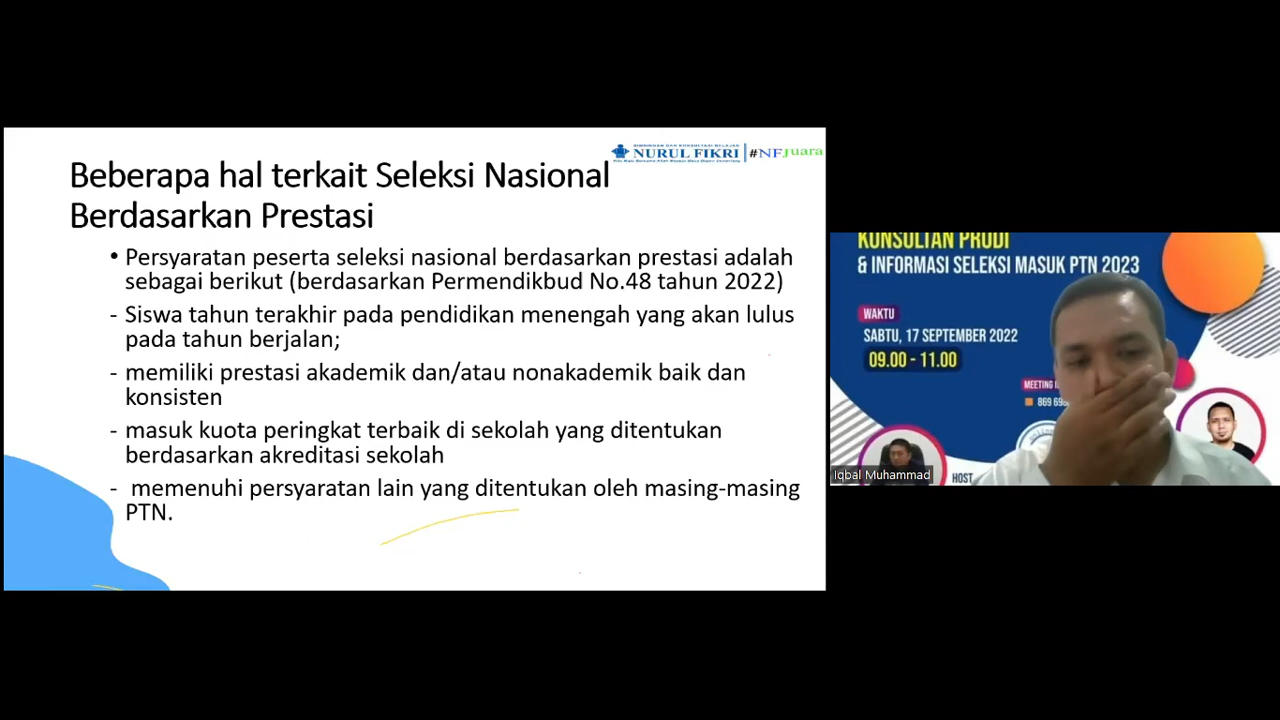 NURUL FIKRI #NFJuara
Beberapa hal terkait Seleksi Nasional
Berdasarkan Prestasi
• Persyaratan peserta seleksi nasional berdasarkan prestasi adalah
sebagai berikut (berdasarkan Permendikbud No.48 tahun 2022)
- Siswa tahun terakhir pada pendidikan menengah yang akan lulus
pada tahun berjalan;
- memiliki prestasi akademik dan/atau nonakademik baik dan
konsisten
- masuk kuota peringkat terbaik di sekolah yang ditentukan
berdasarkan akreditasi sekolah
- memenuhi persyaratan lain yang ditentukan oleh masing-masing
PTN.
KONSULTAN PRODI
& INFORMASI SELEKSI MASUK PTN 2023
WAKTU
SABTU, 17 SEPTEMBER 2022
09.00 - 11.00
MEETING
869
HOST
Iqbal Muhammad